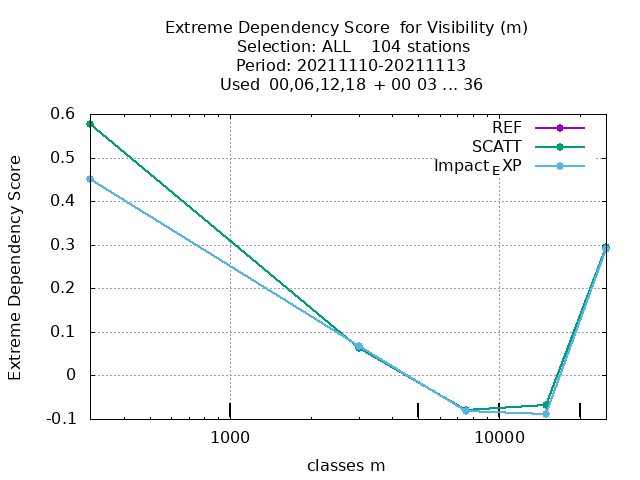 Extreme Dependency Score  for Visibility (m)
Selection: ALL    104 stations
Period: 20211110-20211113
Used  00,06,12,18  + 00 03 ... 36
REF
SCATT
Impact_EXP
0.6
0.5
0.4
0.3
0.2
0.1
0
-0.1
Extreme Dependency Score
1000
10000
classes m